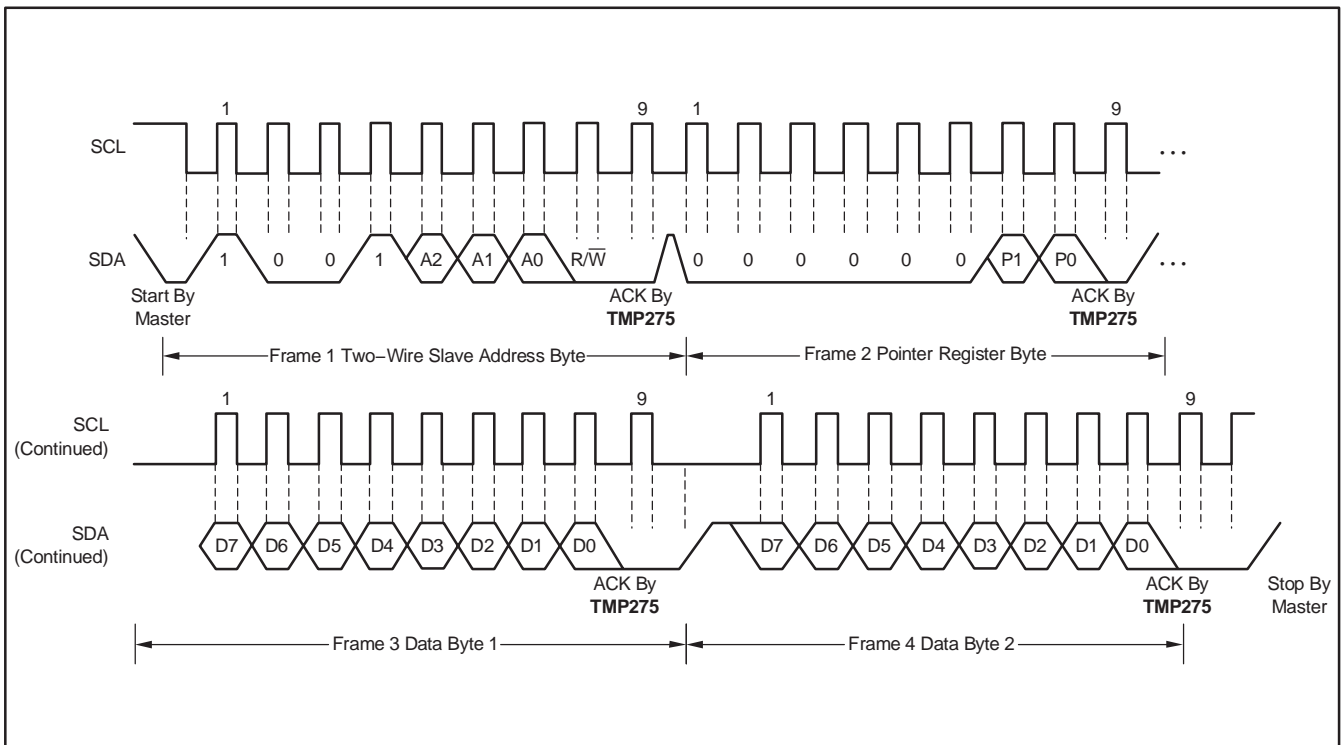 1 9 1 9
SCL ...
SDA 1 0 0 1 A2 A1 A0 R/W̅ 0 0 0 0 0 0 P1 P0 ...
Start By Master ACK By TMP275 ACK By TMP275
Frame 1 Two–Wire Slave Address Byte Frame 2 Pointer Register Byte
1 9 1 9
SCL (Continued)
SDA (Continued) D7 D6 D5 D4 D3 D2 D1 D0 D7 D6 D5 D4 D3 D2 D1 D0
ACK By TMP275 ACK By TMP275 Stop By Master
Frame 3 Data Byte 1 Frame 4 Data Byte 2